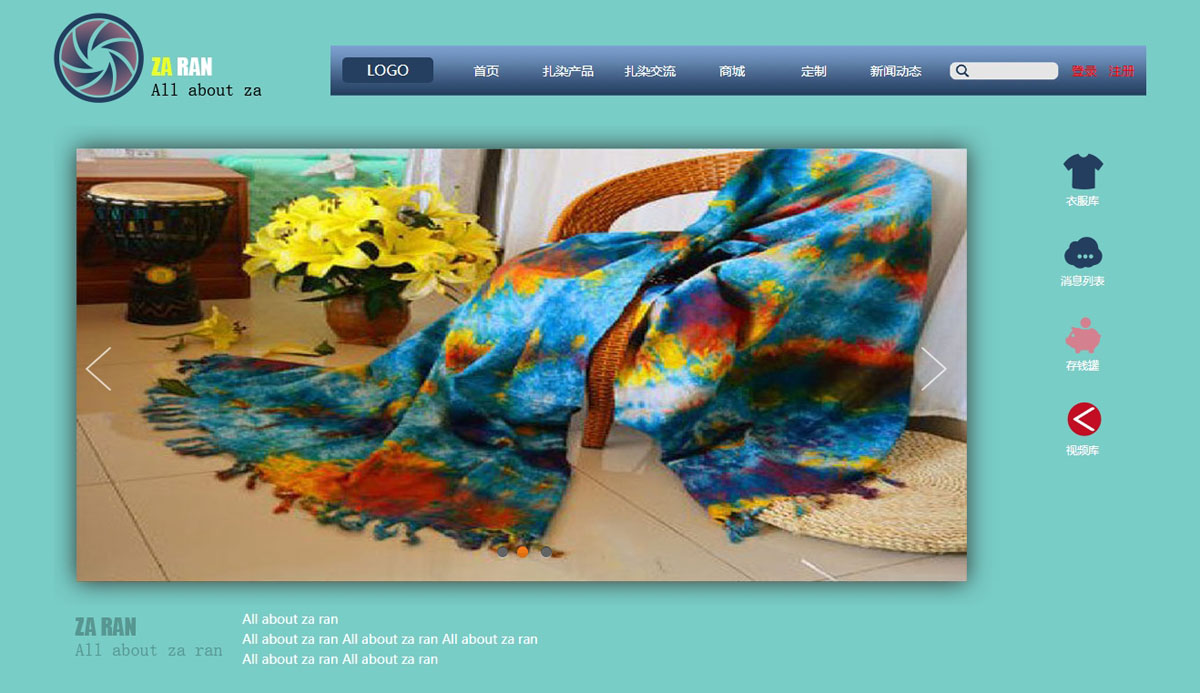 ZA RAN
All about za
LOGO 首页 扎染产品 扎染交流 商城 定制 新闻动态 登录 注册
衣服库
消息列表
存钱罐
视频库
ZA RAN
All about za ran
All about za ran
All about za ran All about za ran All about za ran
All about za ran All about za ran